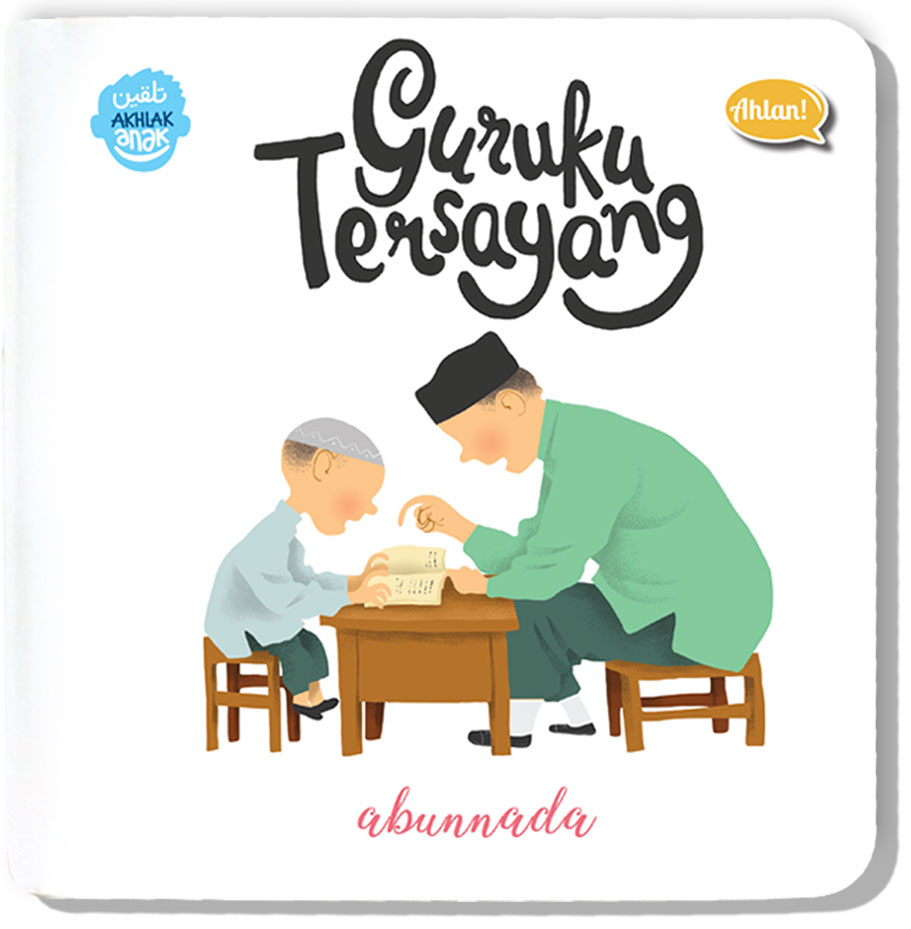 تلقين
AKHLAK
anak
Ahlan!
Guruku
Tersayang
abunnada